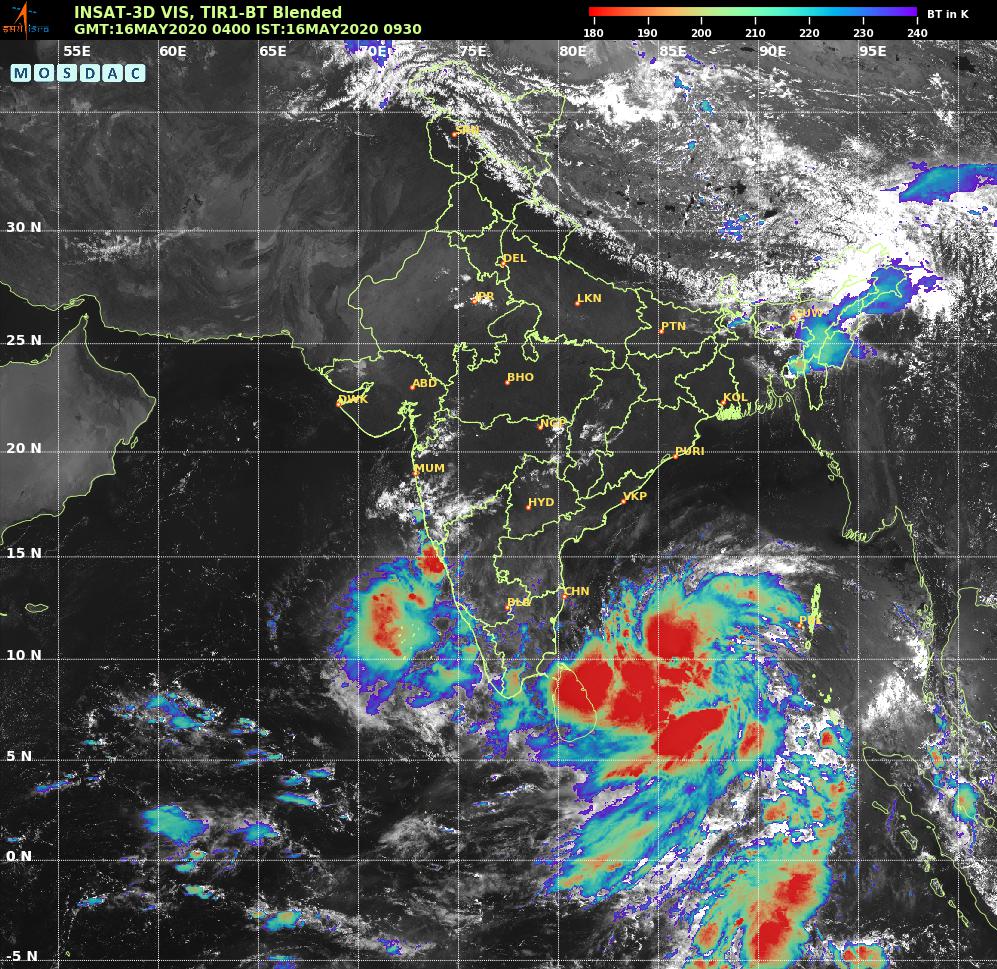 INSAT-3D VIS, TIR1-BT Blended
GMT:16MAY2020 0400 IST:16MAY2020 0930
180 190 200 210 220 230 240
BT in K
55E 60E 65E 70E 75E 80E 85E 90E 95E
MOSDAC
SRN
30 N
DEL
JPR
LKN
GUW
PTN
25 N
BHO
ABD
DWK
KOL
NGP
20 N
PURI
MUM
VKP
HYD
15 N
CHN
BLR
PBL
10 N
5 N
0 N
-5 N